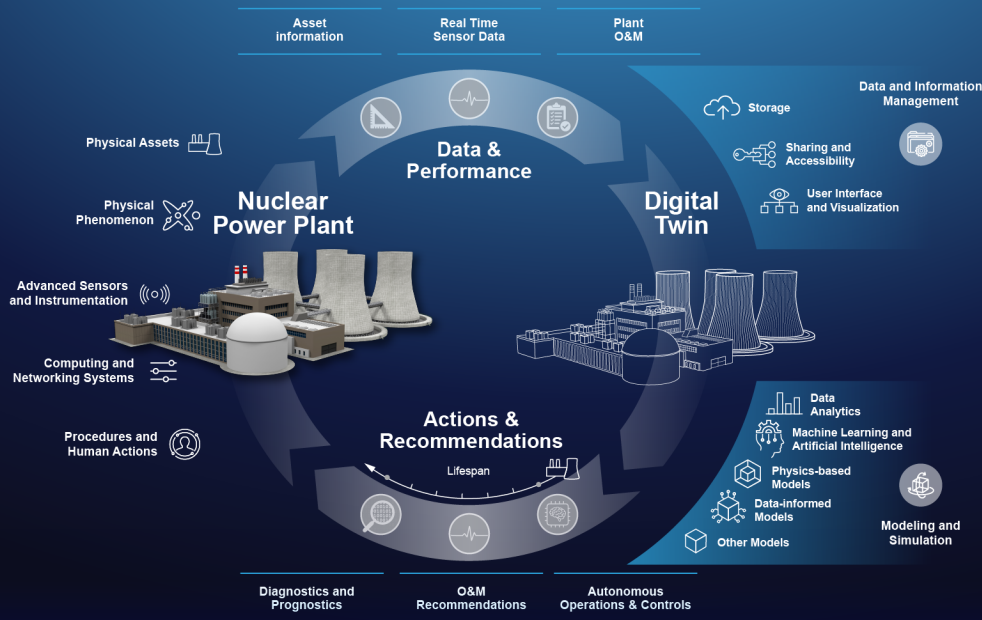 Asset
information
Real Time
Sensor Data
Plant
O&M
Data and Information
Management
Storage
Sharing and
Accessibility
User Interface
and Visualization
Physical Assets
Physical
Phenomenon
Advanced Sensors
and Instrumentation
Computing and
Networking Systems
Procedures and
Human Actions
Data &
Performance
Nuclear
Power Plant
Digital
Twin
Actions &
Recommendations
Lifespan
Data
Analytics
Machine Learning and
Artificial Intelligence
Physics-based
Models
Data-informed
Models
Other Models
Modeling and
Simulation
Diagnostics and
Prognostics
O&M
Recommendations
Autonomous
Operations & Controls